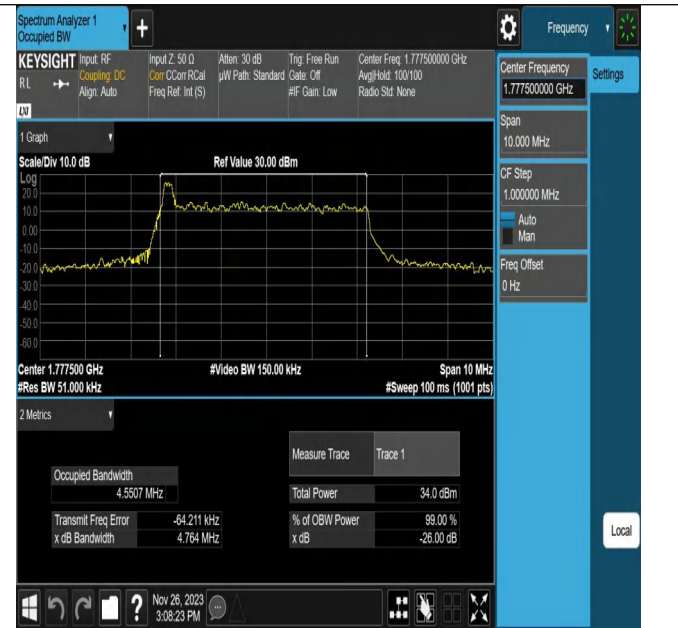 Spectrum Analyzer 1
Occupied BW
Frequency
KEYSIGHT
R L
LXI
Input: RF
Coupling: DC
Align: Auto
Input Z: 50 Ω
Corr CCorr RCal
Freq Ref: Int (S)
Atten: 30 dB
µW Path: Standard
Trig: Free Run
Gate: Off
#IF Gain: Low
Center Freq: 1.777500000 GHz
Avg|Hold: 100/100
Radio Std: None
Center Frequency
1.777500000 GHz
Settings
Span
10.000 MHz
CF Step
1.000000 MHz
Auto
Man
Freq Offset
0 Hz
Local
1 Graph
Scale/Div 10.0 dB
Ref Value 30.00 dBm
Log
20.0
10.0
0.00
-10.0
-20.0
-30.0
-40.0
-50.0
-60.0
Center 1.777500 GHz
#Video BW 150.00 kHz
Span 10 MHz
#Res BW 51.000 kHz
#Sweep 100 ms (1001 pts)
2 Metrics
Measure Trace
Trace 1
Occupied Bandwidth
4.5507 MHz
Total Power
34.0 dBm
Transmit Freq Error
-64.211 kHz
% of OBW Power
99.00 %
x dB Bandwidth
4.764 MHz
x dB
-26.00 dB
Nov 26, 2023
3:08:23 PM